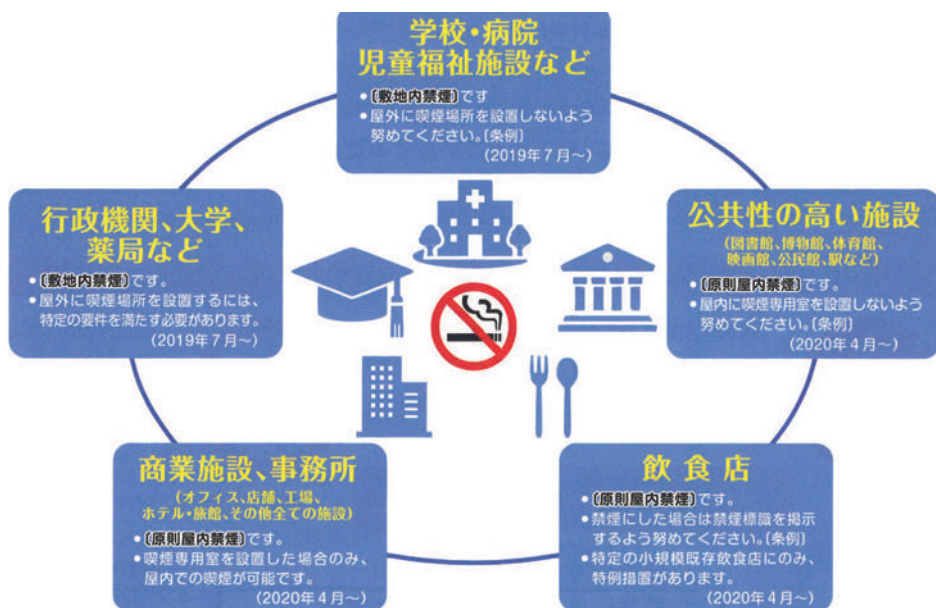 学校・病院
児童福祉施設など
●〔敷地内禁煙〕です
●屋外に喫煙場所を設置しないよう
努めてください。〔条例〕
(2019年7月～)
行政機関、大学、
薬局など
●〔敷地内禁煙〕です。
●屋外に喫煙場所を設置するには、
特定の要件を満たす必要があります。
(2019年7月～)
公共性の高い施設
(図書館、博物館、体育館、
映画館、公民館、駅など)
●〔原則屋内禁煙〕です。
●屋内に喫煙専用室を設置しないよう
努めてください。〔条例〕
(2020年4月～)
商業施設、事務所
(オフィス、店舗、工場、
ホテル・旅館、その他全ての施設)
●〔原則屋内禁煙〕です。
●喫煙専用室を設置した場合のみ、
屋内での喫煙が可能です。
(2020年4月～)
飲食店
●〔原則屋内禁煙〕です。
●禁煙にした場合は禁煙標識を掲示
するよう努めてください。〔条例〕
●特定の小規模既存飲食店にのみ、
特例措置があります。
(2020年4月～)